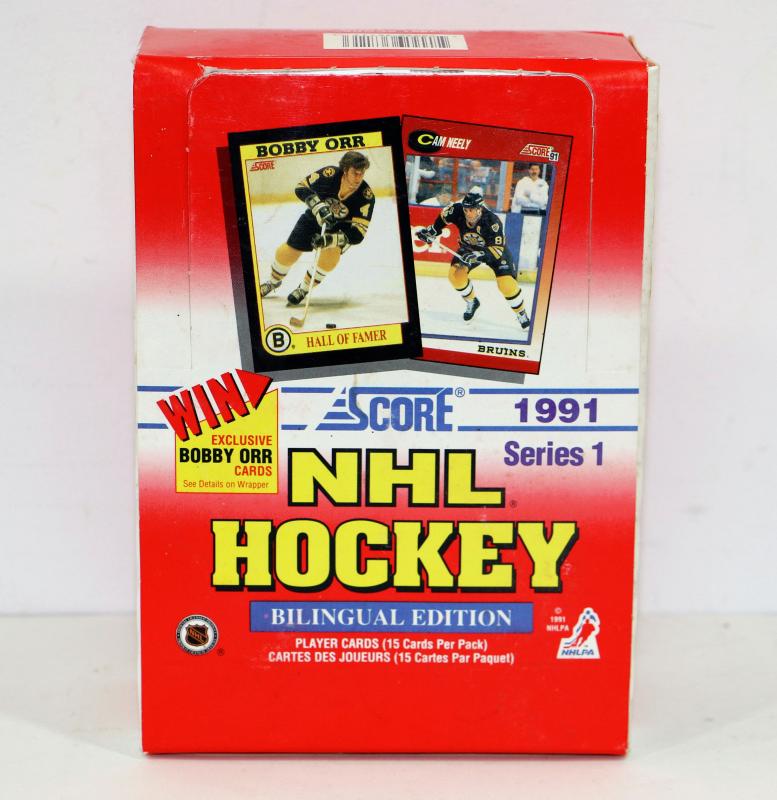 BOBBY ORR
SCORE
HALL OF FAMER
B
CAM NEELY
SCORE 91
8
BRUINS
WIN
EXCLUSIVE
BOBBY ORR
CARDS
See Details on Wrapper
SCORE® 1991
Series 1
NHL
HOCKEY
BILINGUAL EDITION
PLAYER CARDS (15 Cards Per Pack)
CARTES DES JOUEURS (15 Cartes Par Paquet)
NHL
© 1991
NHLPA
NHLPA